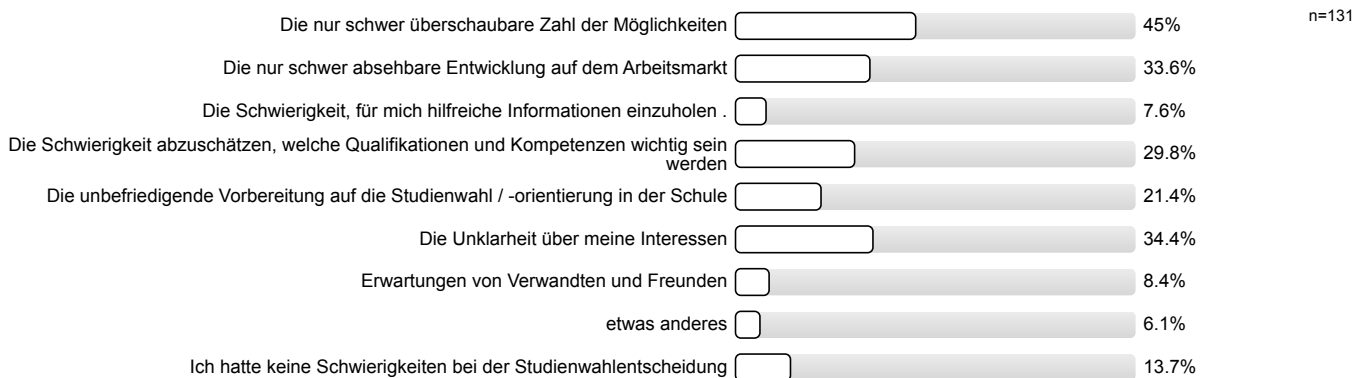 Die nur schwer überschaubare Zahl der Möglichkeiten 45% n=131
Die nur schwer absehbare Entwicklung auf dem Arbeitsmarkt 33.6%
Die Schwierigkeit, für mich hilfreiche Informationen einzuholen . 7.6%
Die Schwierigkeit abzuschätzen, welche Qualifikationen und Kompetenzen wichtig sein
werden 29.8%
Die unbefriedigende Vorbereitung auf die Studienwahl / -orientierung in der Schule 21.4%
Die Unklarheit über meine Interessen 34.4%
Erwartungen von Verwandten und Freunden 8.4%
etwas anderes 6.1%
Ich hatte keine Schwierigkeiten bei der Studienwahlentscheidung 13.7%